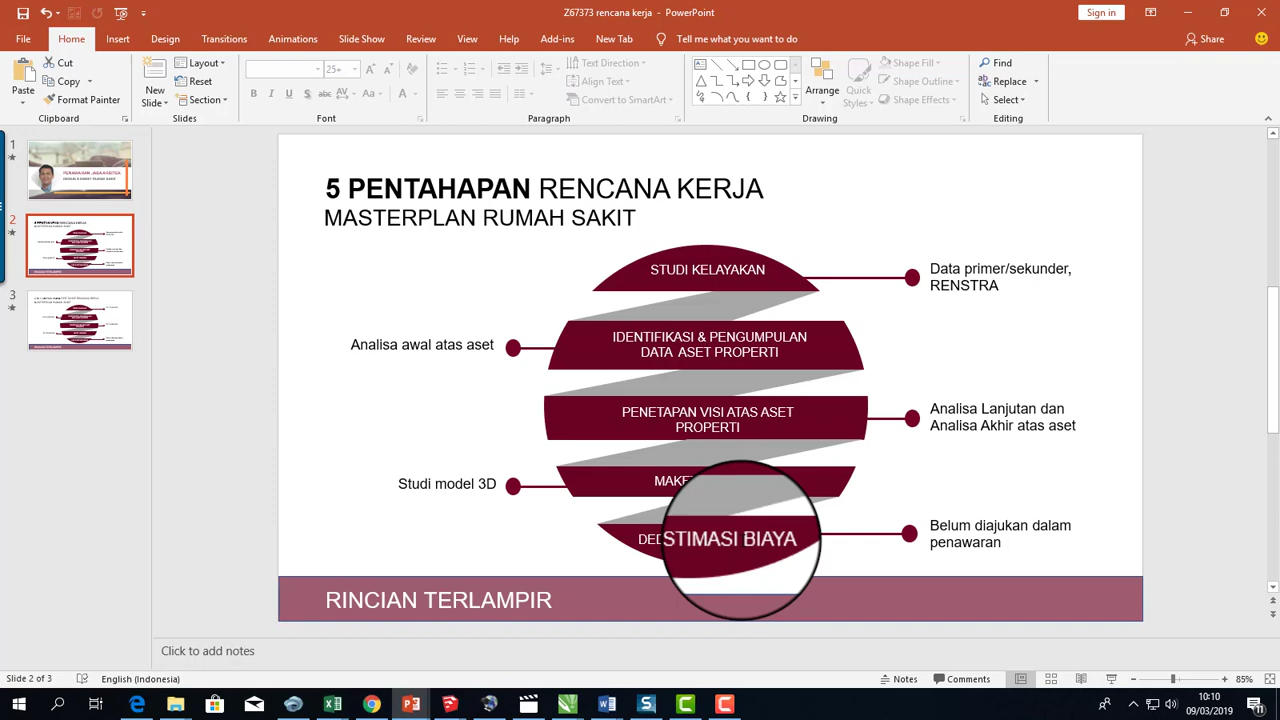 267373 rencana kerja - PowerPoint
Sign in
File Home Insert Design Transitions Animations Slide Show Review View Help Add-ins New Tab Tell me what you want to do Share
Paste
Cut
Copy
Format Painter
Clipboard
New
Slide
Layout
Reset
Section
Slides
25+
Font
Text Direction
Align Text
Convert to SmartArt
Paragraph
Arrange
Quick
Styles
Shape Fill
Shape Outline
Shape Effects
Drawing
Find
Replace
Select
Editing
1
2
3
5 PENTAHAPAN RENCANA KERJA
MASTERPLAN RUMAH SAKIT
STUDI KELAYAKAN
Data primer/sekunder,
RENSTRA
IDENTIFIKASI & PENGUMPULAN
DATA ASET PROPERTI
Analisa awal atas aset
PENETAPAN VISI ATAS ASET
PROPERTI
Analisa Lanjutan dan
Analisa Akhir atas aset
Studi model 3D
STIMASI BIAYA
Belum diajukan dalam
penawaran
RINCIAN TERLAMPIR
Click to add notes
Slide 2 of 3
English (Indonesia)
Notes
Comments
85%
10:10
09/03/2019